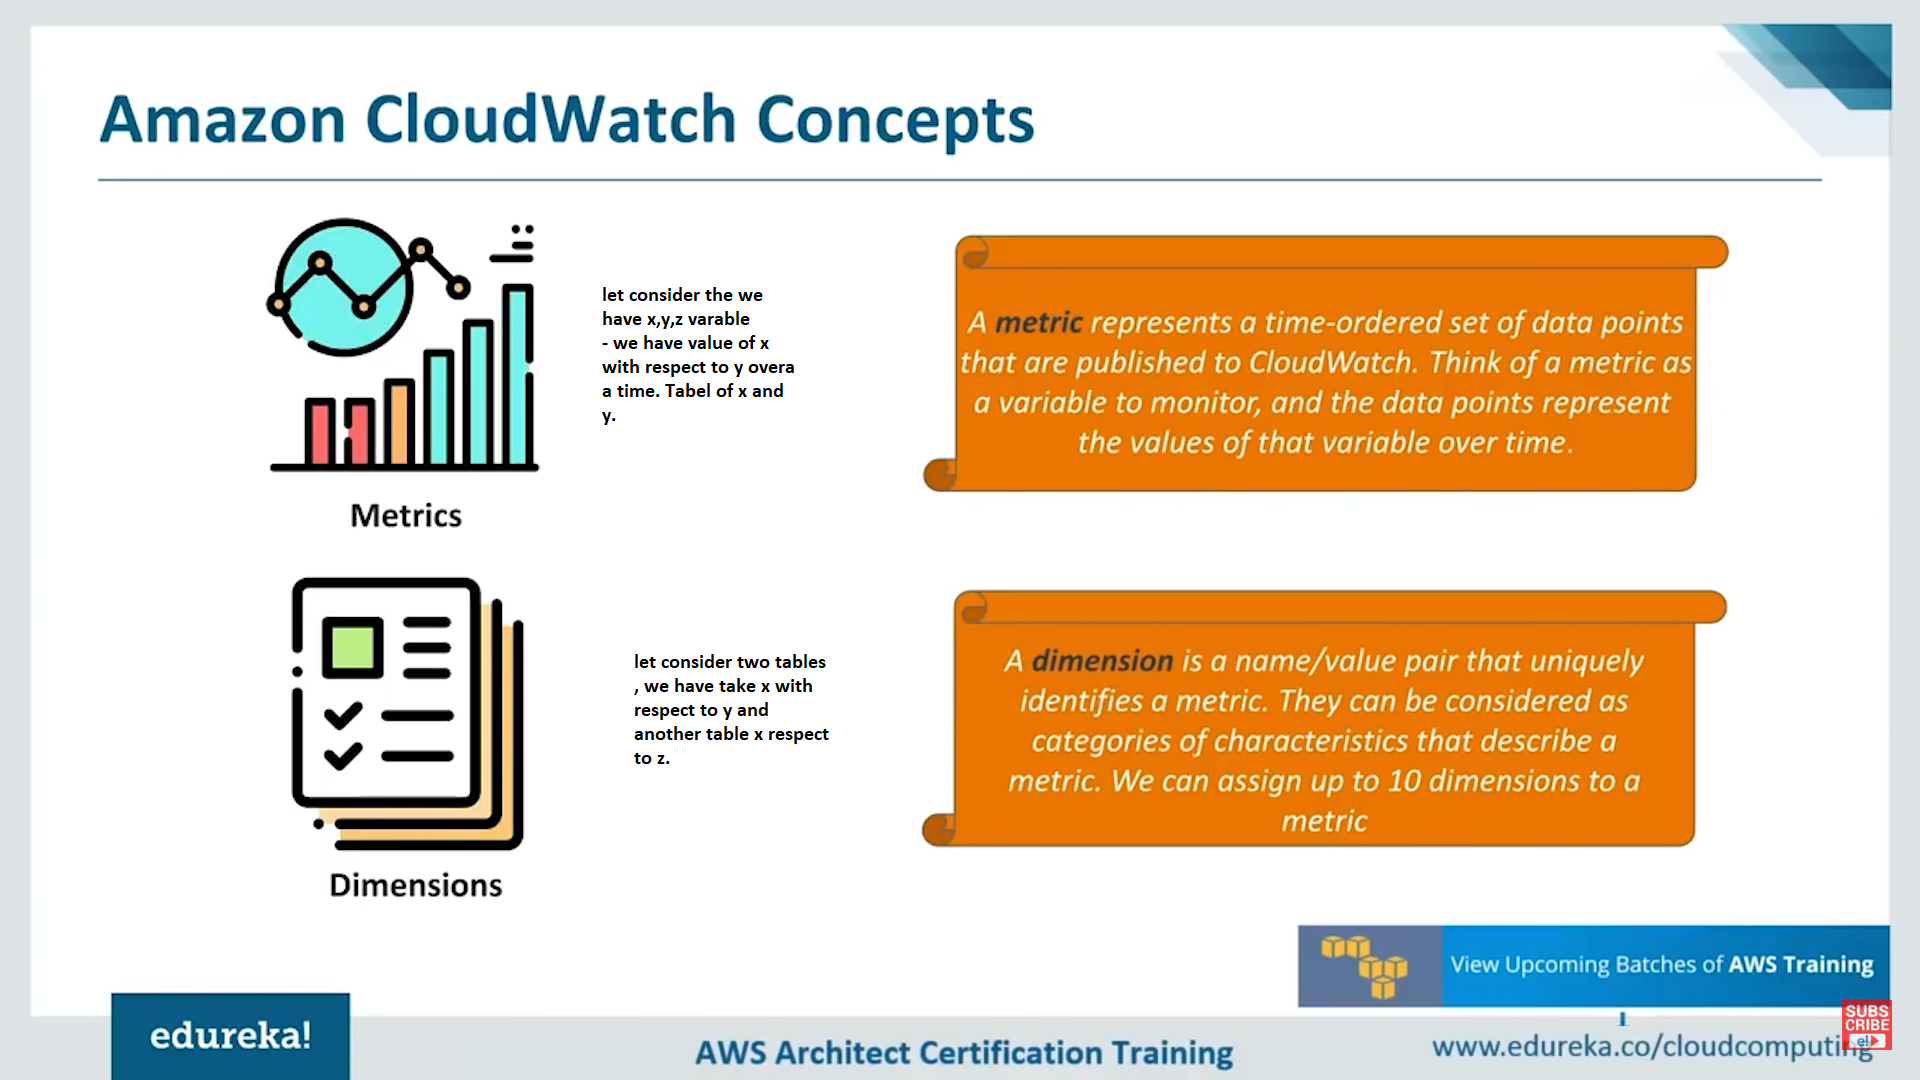 Amazon CloudWatch Concepts
let consider the we
have x,y,z varable
- we have value of x
with respect to y overa
a time. Tabel of x and
y.
A metric represents a time-ordered set of data points
that are published to CloudWatch. Think of a metric as
a variable to monitor, and the data points represent
the values of that variable over time.
Metrics
let consider two tables
, we have take x with
respect to y and
another table x respect
to z.
A dimension is a name/value pair that uniquely
identifies a metric. They can be considered as
categories of characteristics that describe a
metric. We can assign up to 10 dimensions to a
metric
Dimensions
View Upcoming Batches of AWS Training
edureka!
AWS Architect Certification Training
www.edureka.co/cloudcomputing
SUBS
CRIBE
e!